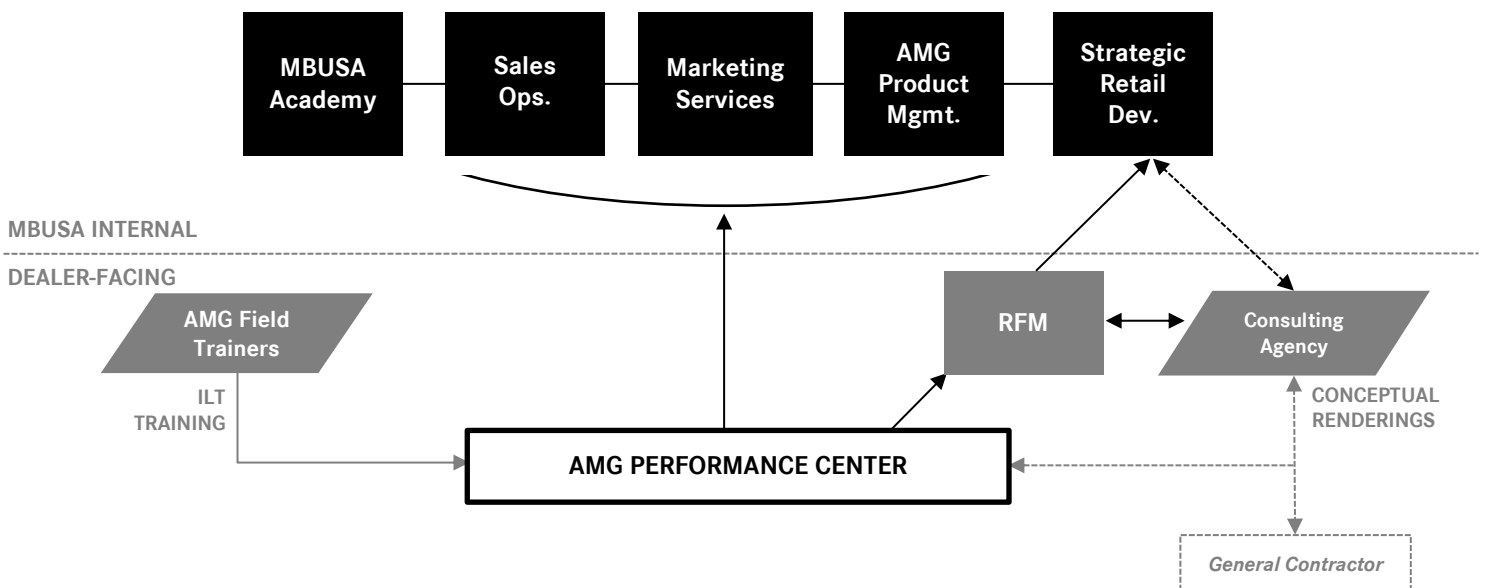 MBUSA
Academy
Sales
Ops.
Marketing
Services
AMG
Product
Mgmt.
Strategic
Retail
Dev.
MBUSA INTERNAL
DEALER-FACING
AMG Field
Trainers
RFM
Consulting
Agency
ILT
TRAINING
CONCEPTUAL
RENDERINGS
AMG PERFORMANCE CENTER
General Contractor